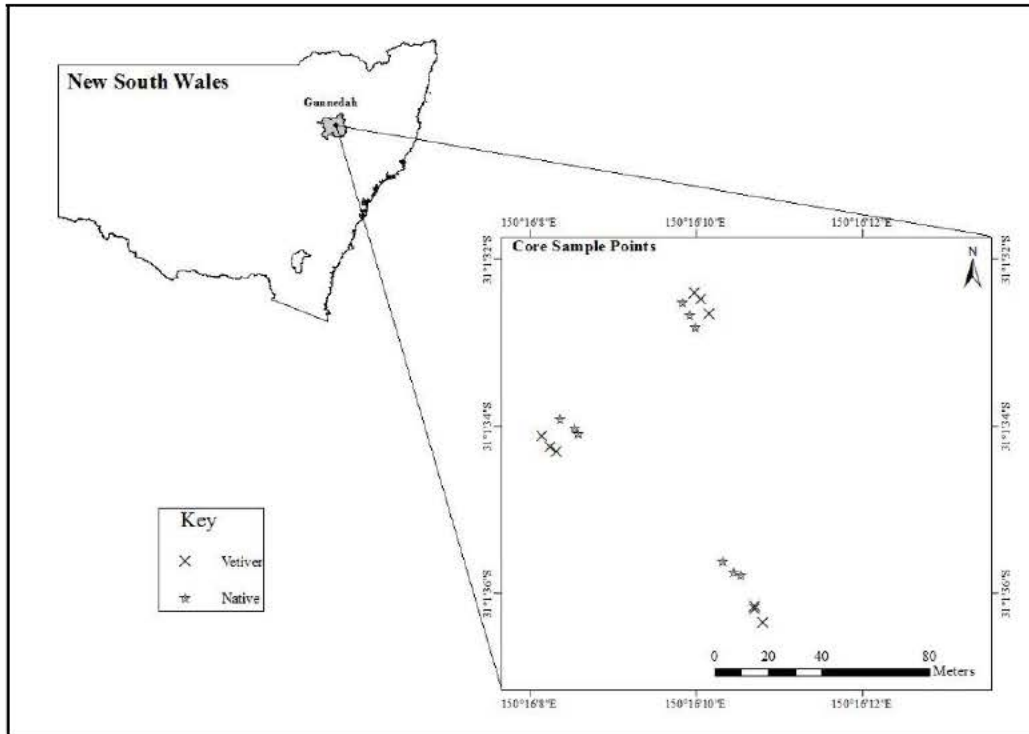 New South Wales
Gunnedah
150°16'8"E 150°16'10"E 150°16'12"E
Core Sample Points
N
31°1'32"S 31°1'32"S
31°1'34"S 31°1'34"S
Key
Vetiver
Native
31°1'36"S 31°1'36"S
0 20 40 80
Meters
150°16'8"E 150°16'10"E 150°16'12"E